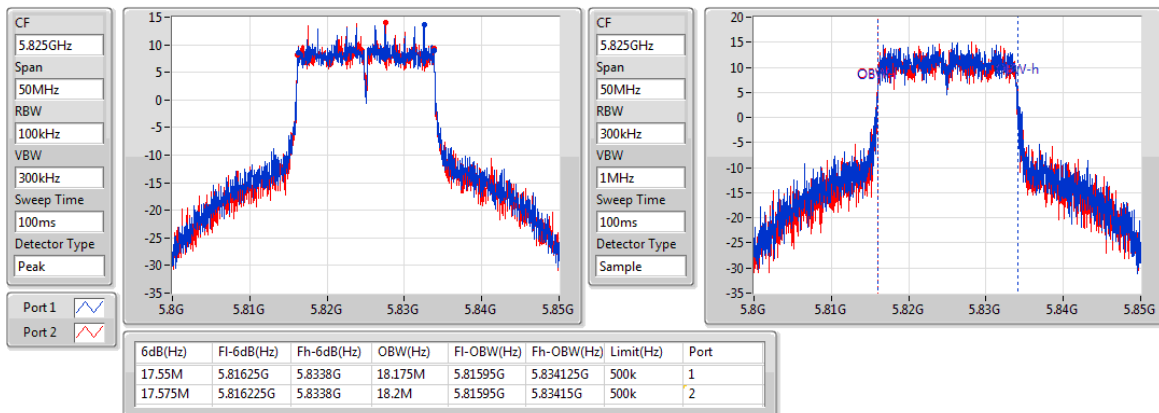 CF
5.825GHz
Span
50MHz
RBW
100kHz
VBW
300kHz
Sweep Time
100ms
Detector Type
Peak
Port 1
Port 2
15
10
5
0
-5
-10
-15
-20
-25
-30
-35
5.8G
5.81G
5.82G
5.83G
5.84G
5.85G
CF
5.825GHz
Span
50MHz
RBW
300kHz
VBW
1MHz
Sweep Time
100ms
Detector Type
Sample
20
15
10
5
0
-5
-10
-15
-20
-25
-30
-35
5.8G
5.81G
5.82G
5.83G
5.84G
5.85G
6dB(Hz) Fl-6dB(Hz) Fh-6dB(Hz) OBW(Hz) Fl-OBW(Hz) Fh-OBW(Hz) Limit(Hz) Port
17.55M 5.81625G 5.8338G 18.175M 5.81595G 5.834125G 500k 1
17.575M 5.816225G 5.8338G 18.2M 5.81595G 5.83415G 500k 2